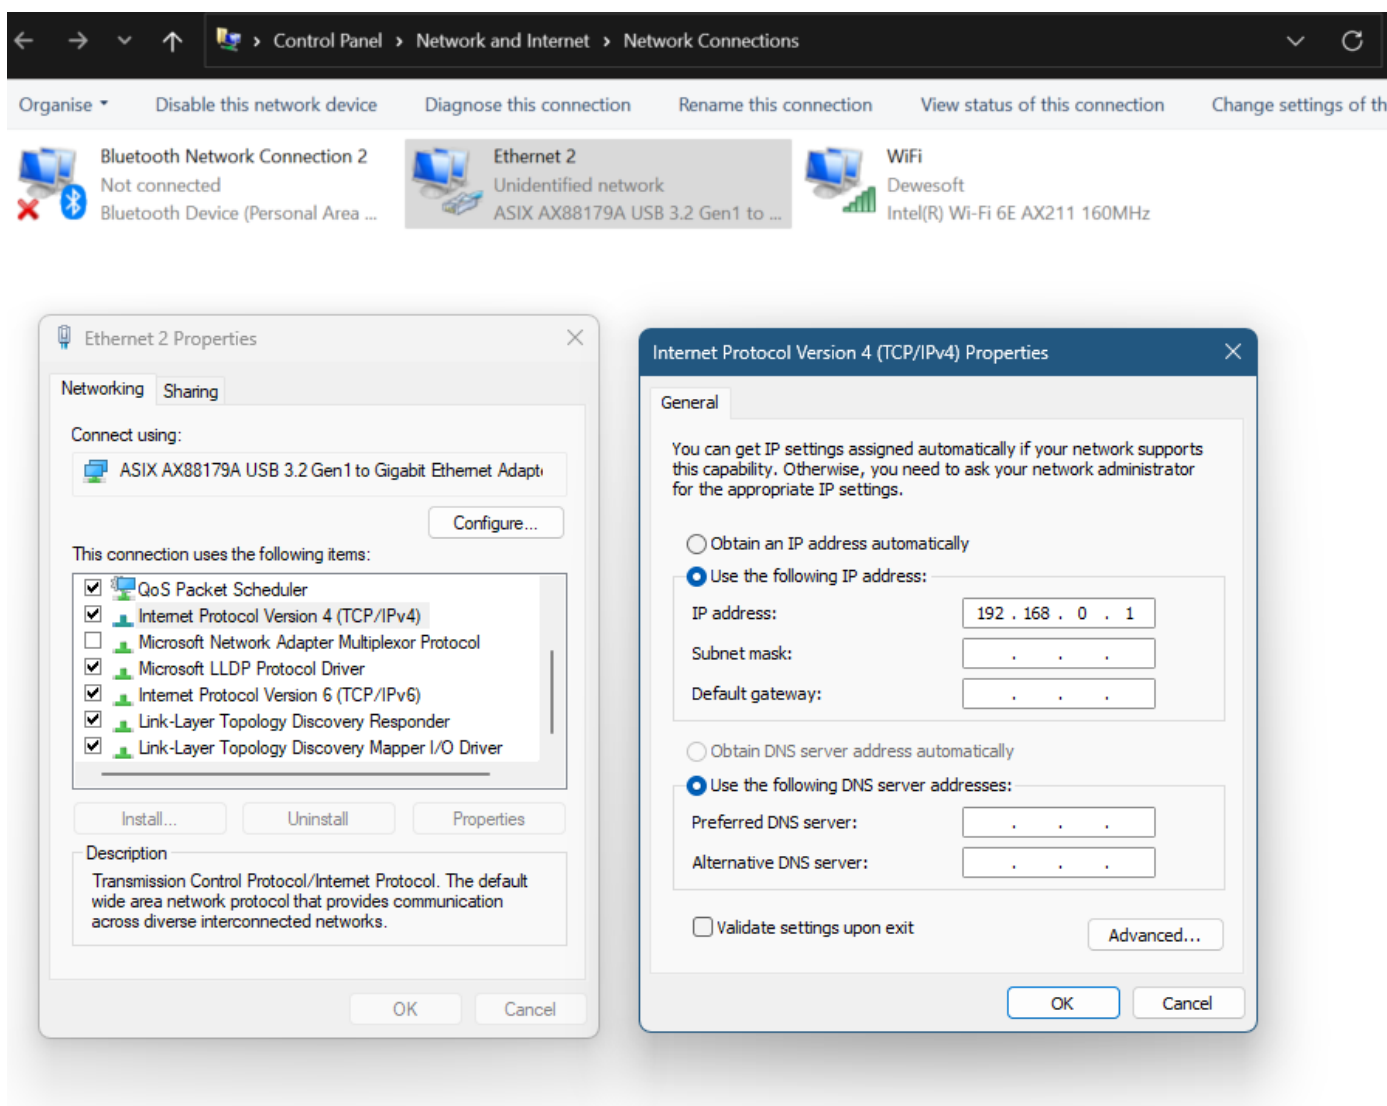 Control Panel > Network and Internet > Network Connections
Organise Disable this network device Diagnose this connection Rename this connection View status of this connection Change settings of th
Bluetooth Network Connection 2
Not connected
Bluetooth Device (Personal Area ...
Ethernet 2
Unidentified network
ASIX AX88179A USB 3.2 Gen1 to ...
WiFi
Dewesoft
Intel(R) Wi-Fi 6E AX211 160MHz
Ethernet 2 Properties
Networking Sharing
Connect using:
ASIX AX88179A USB 3.2 Gen1 to Gigabit Ethernet Adapt
Configure...
This connection uses the following items:
QoS Packet Scheduler
Internet Protocol Version 4 (TCP/IPv4)
Microsoft Network Adapter Multiplexor Protocol
Microsoft LLDP Protocol Driver
Internet Protocol Version 6 (TCP/IPv6)
Link-Layer Topology Discovery Responder
Link-Layer Topology Discovery Mapper I/O Driver
Install... Uninstall Properties
Description
Transmission Control Protocol/Internet Protocol. The default
wide area network protocol that provides communication
across diverse interconnected networks.
OK Cancel
Internet Protocol Version 4 (TCP/IPv4) Properties
General
You can get IP settings assigned automatically if your network supports
this capability. Otherwise, you need to ask your network administrator
for the appropriate IP settings.
Obtain an IP address automatically
Use the following IP address:
IP address: 192 . 168 . 0 . 1
Subnet mask: . . .
Default gateway: . . .
Obtain DNS server address automatically
Use the following DNS server addresses:
Preferred DNS server: . . .
Alternative DNS server: . . .
Validate settings upon exit
Advanced...
OK Cancel